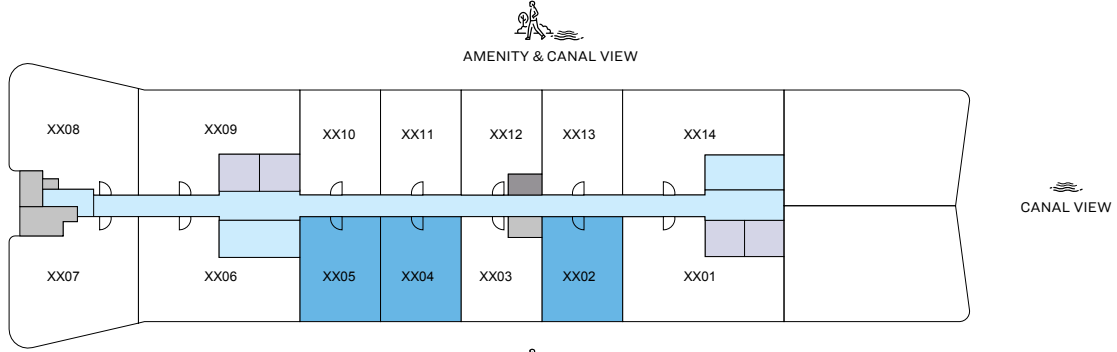 AMENITY & CANAL VIEW
XX08
XX09
XX10
XX11
XX12
XX13
XX14
CANAL VIEW
XX07
XX06
XX05
XX04
XX03
XX02
XX01